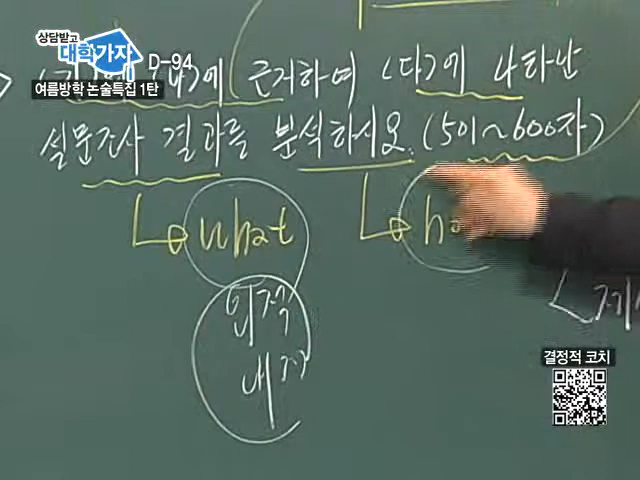 상담받고
대학가자 D-94
여름방학 논술특집 1탄
근거하여 (다)에 나타난
설문조사 결과를 분석하시오. (501~600자)
what
외적
내적
결정적 코치